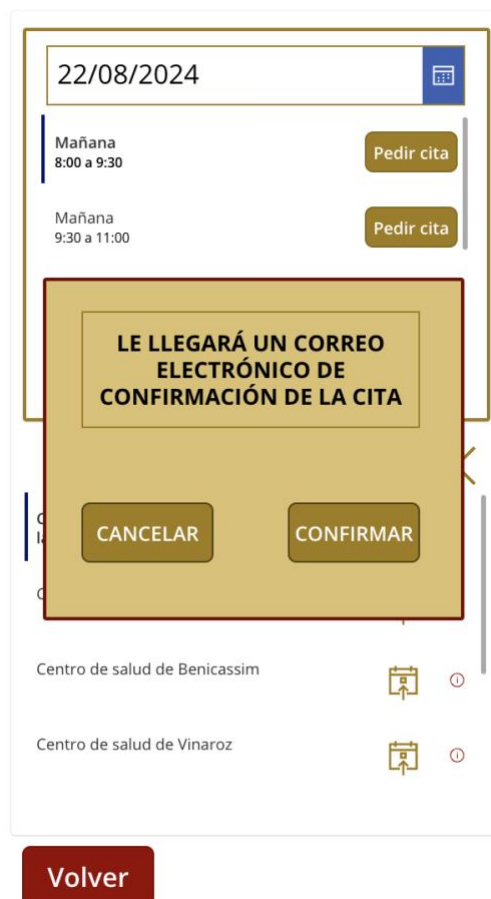 22/08/2024
Mañana
Pedir cita
8:00 a 9:30
Mañana
Pedir cita
9:30 a 11:00
LE LLEGARÁ UN CORREO
ELECTRÓNICO DE
CONFIRMACIÓN DE LA CITA
CANCELAR
CONFIRMAR
Centro de salud de Benicassim
Centro de salud de Vinaroz
Volver